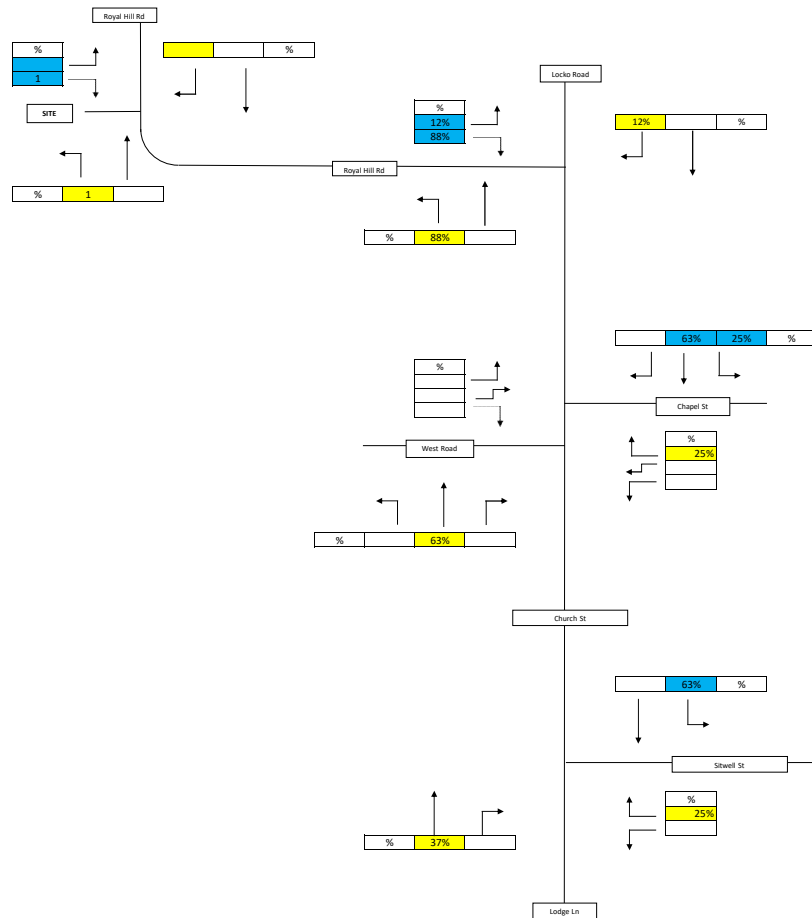 Royal Hill Rd
%
1
%
SITE
% 1
Locko Road
%
12%
88%
12% %
Royal Hill Rd
% 88%
63% 25% %
%
Chapel St
West Road
%
25%
% 63%
Church St
63% %
Sitwell St
%
25%
% 37%
Lodge Ln